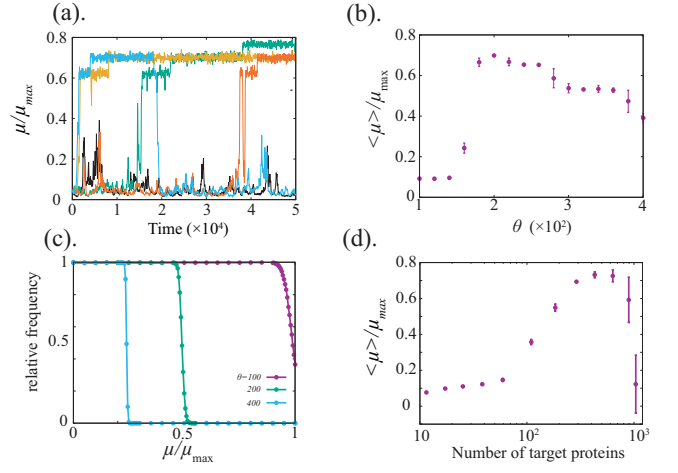 (a).
0.8
0.6
0.4
0.2
0
μ/μmax
0 1 2 3 4 5
Time (×10⁴)
(b).
0.8
0.6
0.4
0.2
0
<μ>/μmax
1 2 3 4
θ (×10²)
(c).
1
0
relative frequency
θ=100
200
400
0 0.5 1
μ/μmax
(d).
0.8
0.6
0.4
0.2
0
<μ>/μmax
10 10² 10³
Number of target proteins